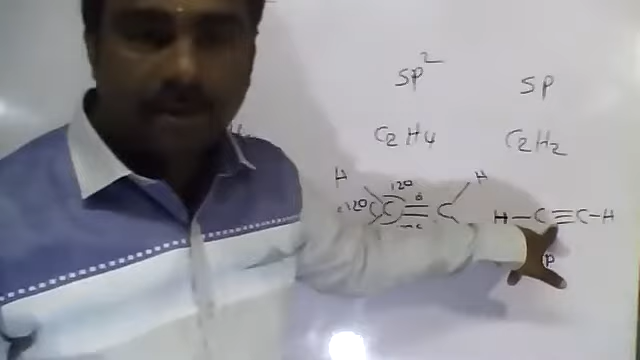 sp² sp
C₂H₄ C₂H₂
H H
120
120 C = C H-C≡C-H
p